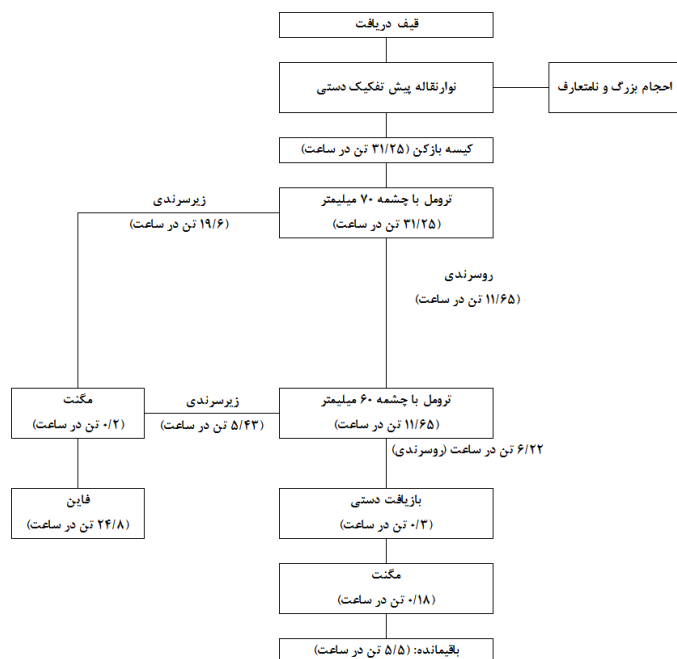 قیف دریافت
نوارنقاله پیش تفکیک دستی
احجام بزرگ و نامتعارف
کیسه بازکن (۳۱/۲۵ تن در ساعت)
ترومل با چشمه ۷۰ میلیمتر
(۳۱/۲۵ تن در ساعت)
زیرسرندی
(۱۹/۶ تن در ساعت)
روسرندی
(۱۱/۶۵ تن در ساعت)
ترومل با چشمه ۶۰ میلیمتر
(۱۱/۶۵ تن در ساعت)
زیرسرندی
(۵/۴۳ تن در ساعت)
مگنت
(۰/۲ تن در ساعت)
۶/۲۲ تن در ساعت (روسرندی)
بازیافت دستی
(۰/۳ تن در ساعت)
فاین
(۲۴/۸ تن در ساعت)
مگنت
(۰/۱۸ تن در ساعت)
باقیمانده: (۵/۵ تن در ساعت)